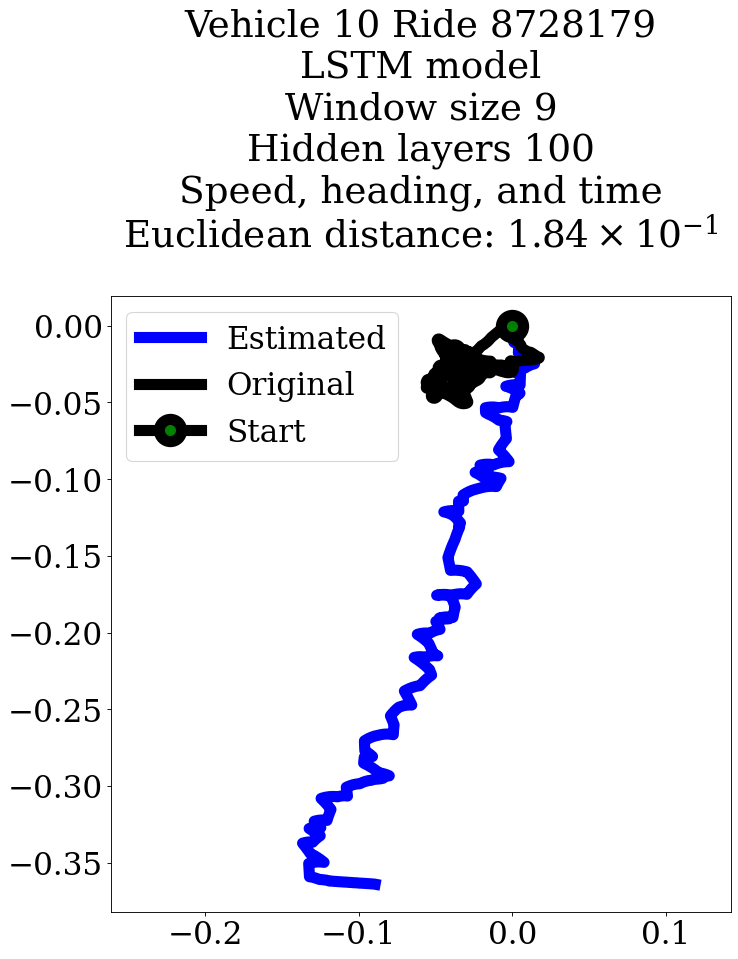 Vehicle 10 Ride 8728179
LSTM model
Window size 9
Hidden layers 100
Speed, heading, and time
Euclidean distance: 1.84 × 10⁻¹
Estimated
Original
Start
0.00
−0.05
−0.10
−0.15
−0.20
−0.25
−0.30
−0.35
−0.2 −0.1 0.0 0.1